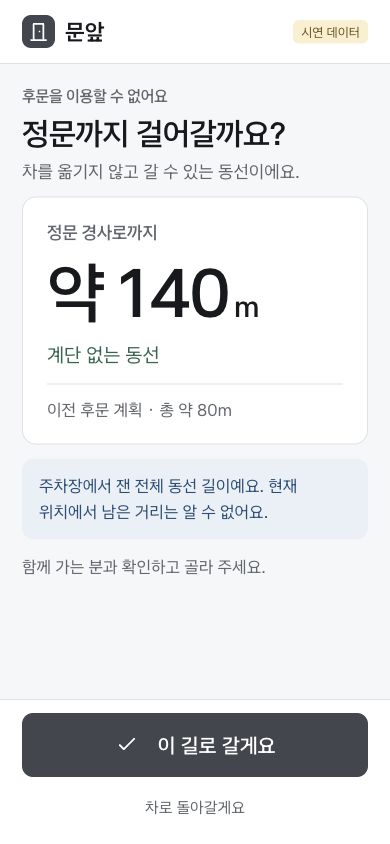 문앞
시연 데이터
후문을 이용할 수 없어요
정문까지 걸어갈까요?
차를 옮기지 않고 갈 수 있는 동선이에요.
정문 경사로까지
약 140m
계단 없는 동선
이전 후문 계획 · 총 약 80m
주차장에서 잰 전체 동선 길이예요. 현재
위치에서 남은 거리는 알 수 없어요.
함께 가는 분과 확인하고 골라 주세요.
이 길로 갈게요
차로 돌아갈게요